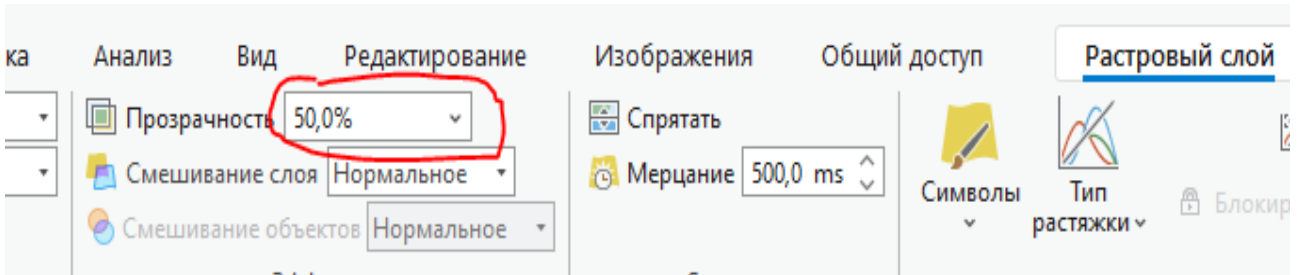 ка Анализ Вид Редактирование Изображения Общий доступ Растровый слой
Прозрачность 50,0% Спрятать
Смешивание слоя Нормальное Мерцание 500,0 ms
Символы Тип растяжки
Смешивание объектов Нормальное